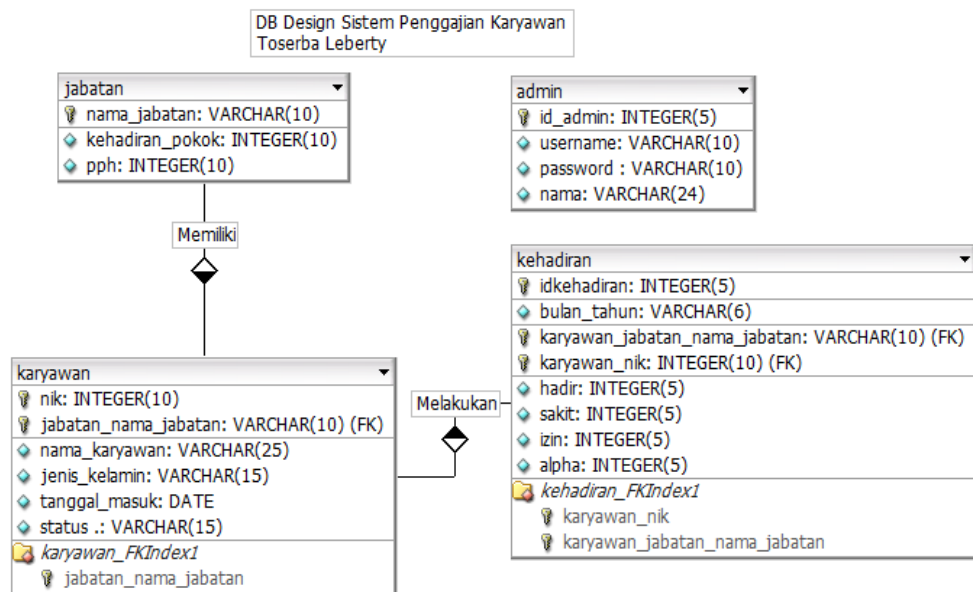 DB Design Sistem Penggajian Karyawan
Toserba Leberty
jabatan
nama_jabatan: VARCHAR(10)
kehadiran_pokok: INTEGER(10)
pph: INTEGER(10)
admin
id_admin: INTEGER(5)
username: VARCHAR(10)
password : VARCHAR(10)
nama: VARCHAR(24)
Memiliki
kehadiran
idkehadiran: INTEGER(5)
bulan_tahun: VARCHAR(6)
karyawan_jabatan_nama_jabatan: VARCHAR(10) (FK)
karyawan_nik: INTEGER(10) (FK)
hadir: INTEGER(5)
sakit: INTEGER(5)
izin: INTEGER(5)
alpha: INTEGER(5)
kehadiran_FKIndex1
karyawan_nik
karyawan_jabatan_nama_jabatan
karyawan
nik: INTEGER(10)
jabatan_nama_jabatan: VARCHAR(10) (FK)
nama_karyawan: VARCHAR(25)
jenis_kelamin: VARCHAR(15)
tanggal_masuk: DATE
status .: VARCHAR(15)
karyawan_FKIndex1
jabatan_nama_jabatan
Melakukan